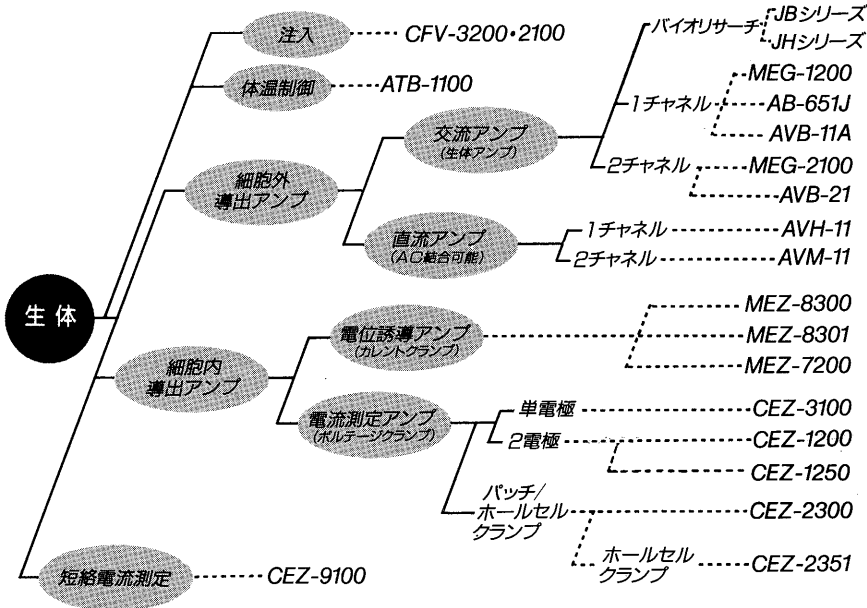 生体
注入
CFV-3200・2100
体温制御
ATB-1100
細胞外
導出アンプ
交流アンプ
(生体アンプ)
バイオリサーチ
JBシリーズ
JHシリーズ
1チャネル
MEG-1200
AB-651J
AVB-11A
2チャネル
MEG-2100
AVB-21
直流アンプ
(AC結合可能)
1チャネル
AVH-11
2チャネル
AVM-11
細胞内
導出アンプ
電位誘導アンプ
(カレントクランプ)
MEZ-8300
MEZ-8301
MEZ-7200
電流測定アンプ
(ボルテージクランプ)
単電極
CEZ-3100
2電極
CEZ-1200
CEZ-1250
パッチ/
ホールセル
クランプ
CEZ-2300
ホールセル
クランプ
CEZ-2351
短絡電流測定
CEZ-9100